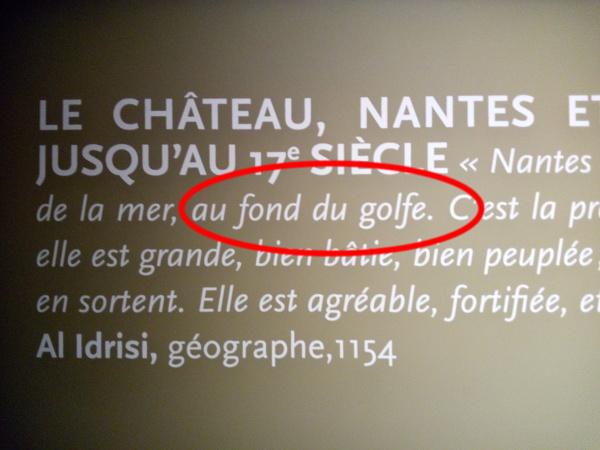 LE CHÂTEAU, NANTES ET
JUSQU'AU 17e SIÈCLE « Nantes
de la mer, au fond du golfe. C'est la
elle est grande, bien bâtie, bien peuplée,
en sortent. Elle est agréable, fortifiée, et
Al Idrisi, géographe,1154